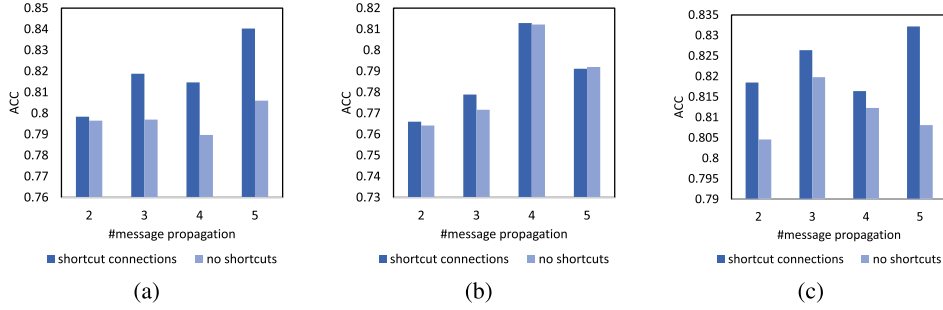 0.85
0.84
0.83
0.82
0.81
0.8
0.79
0.78
0.77
0.76
ACC
2 3 4 5
#message propagation
shortcut connections no shortcuts
(a)
0.82
0.81
0.8
0.79
0.78
0.77
0.76
0.75
0.74
0.73
ACC
2 3 4 5
#message propagation
shortcut connections no shortcuts
(b)
0.835
0.83
0.825
0.82
0.815
0.81
0.805
0.8
0.795
0.79
ACC
2 3 4 5
#message propagation
shortcut connections no shortcuts
(c)